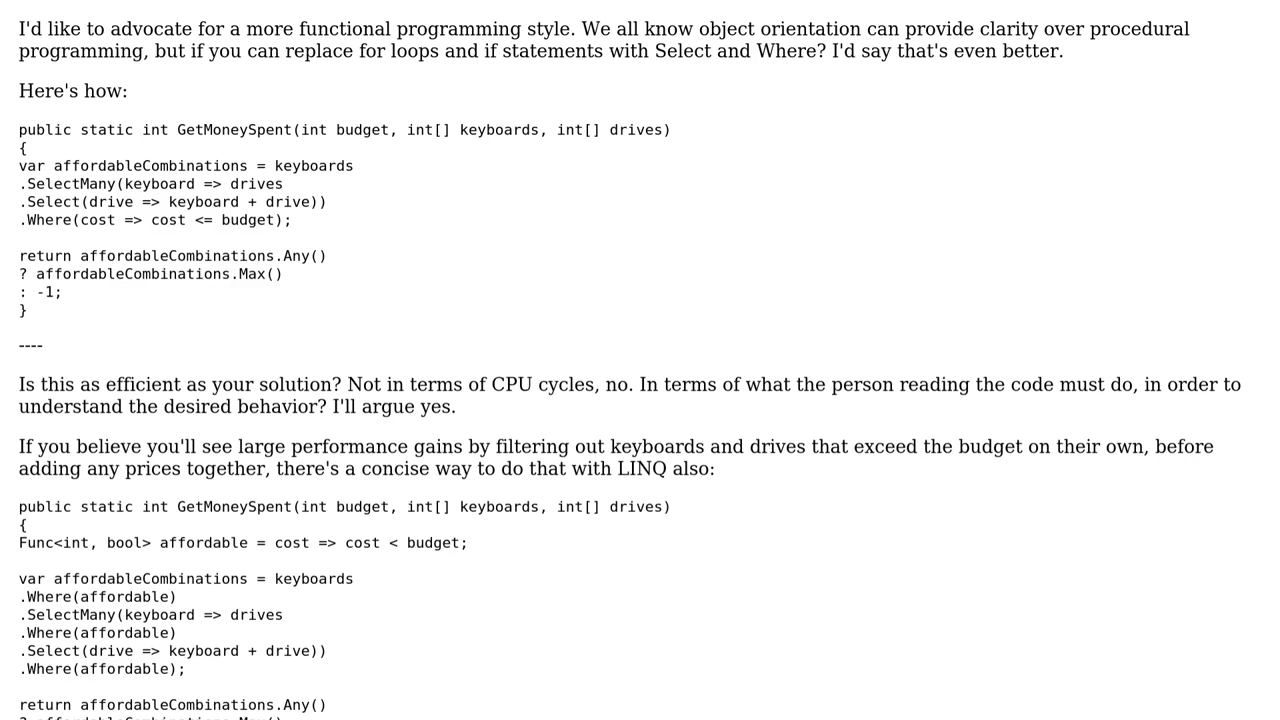 I'd like to advocate for a more functional programming style. We all know object orientation can provide clarity over procedural
programming, but if you can replace for loops and if statements with Select and Where? I'd say that's even better.
Here's how:
public static int GetMoneySpent(int budget, int[] keyboards, int[] drives)
{
var affordableCombinations = keyboards
.SelectMany(keyboard => drives
.Select(drive => keyboard + drive))
.Where(cost => cost <= budget);
return affordableCombinations.Any()
? affordableCombinations.Max()
: -1;
}
----
Is this as efficient as your solution? Not in terms of CPU cycles, no. In terms of what the person reading the code must do, in order to
understand the desired behavior? I'll argue yes.
If you believe you'll see large performance gains by filtering out keyboards and drives that exceed the budget on their own, before
adding any prices together, there's a concise way to do that with LINQ also:
public static int GetMoneySpent(int budget, int[] keyboards, int[] drives)
{
Func<int, bool> affordable = cost => cost < budget;
var affordableCombinations = keyboards
.Where(affordable)
.SelectMany(keyboard => drives
.Where(affordable)
.Select(drive => keyboard + drive))
.Where(affordable);
return affordableCombinations.Any()